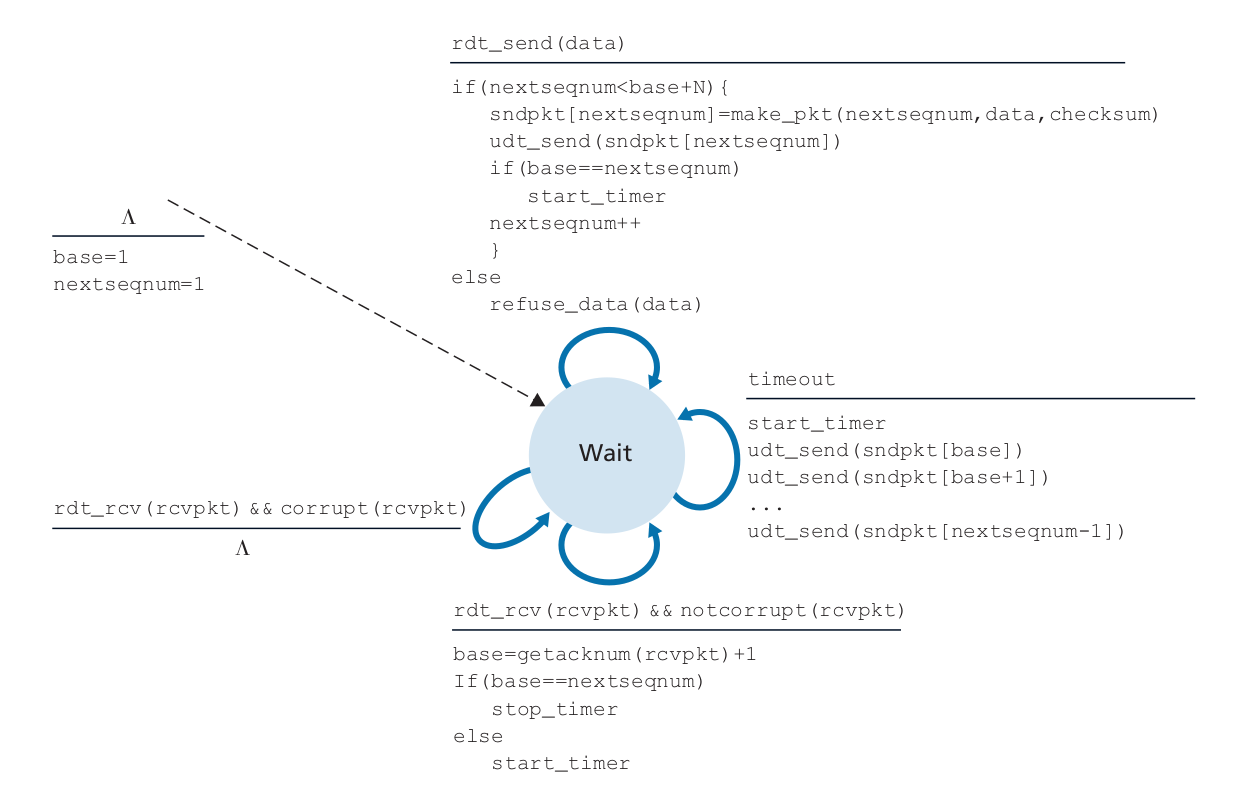 rdt_send(data)
if(nextseqnum<base+N){
sndpkt[nextseqnum]=make_pkt(nextseqnum,data,checksum)
udt_send(sndpkt[nextseqnum])
if(base==nextseqnum)
start_timer
nextseqnum++
}
else
refuse_data(data)
Λ
base=1
nextseqnum=1
timeout
start_timer
udt_send(sndpkt[base])
udt_send(sndpkt[base+1])
...
udt_send(sndpkt[nextseqnum-1])
Wait
rdt_rcv(rcvpkt) && corrupt(rcvpkt)
Λ
rdt_rcv(rcvpkt) && notcorrupt(rcvpkt)
base=getacknum(rcvpkt)+1
If(base==nextseqnum)
stop_timer
else
start_timer